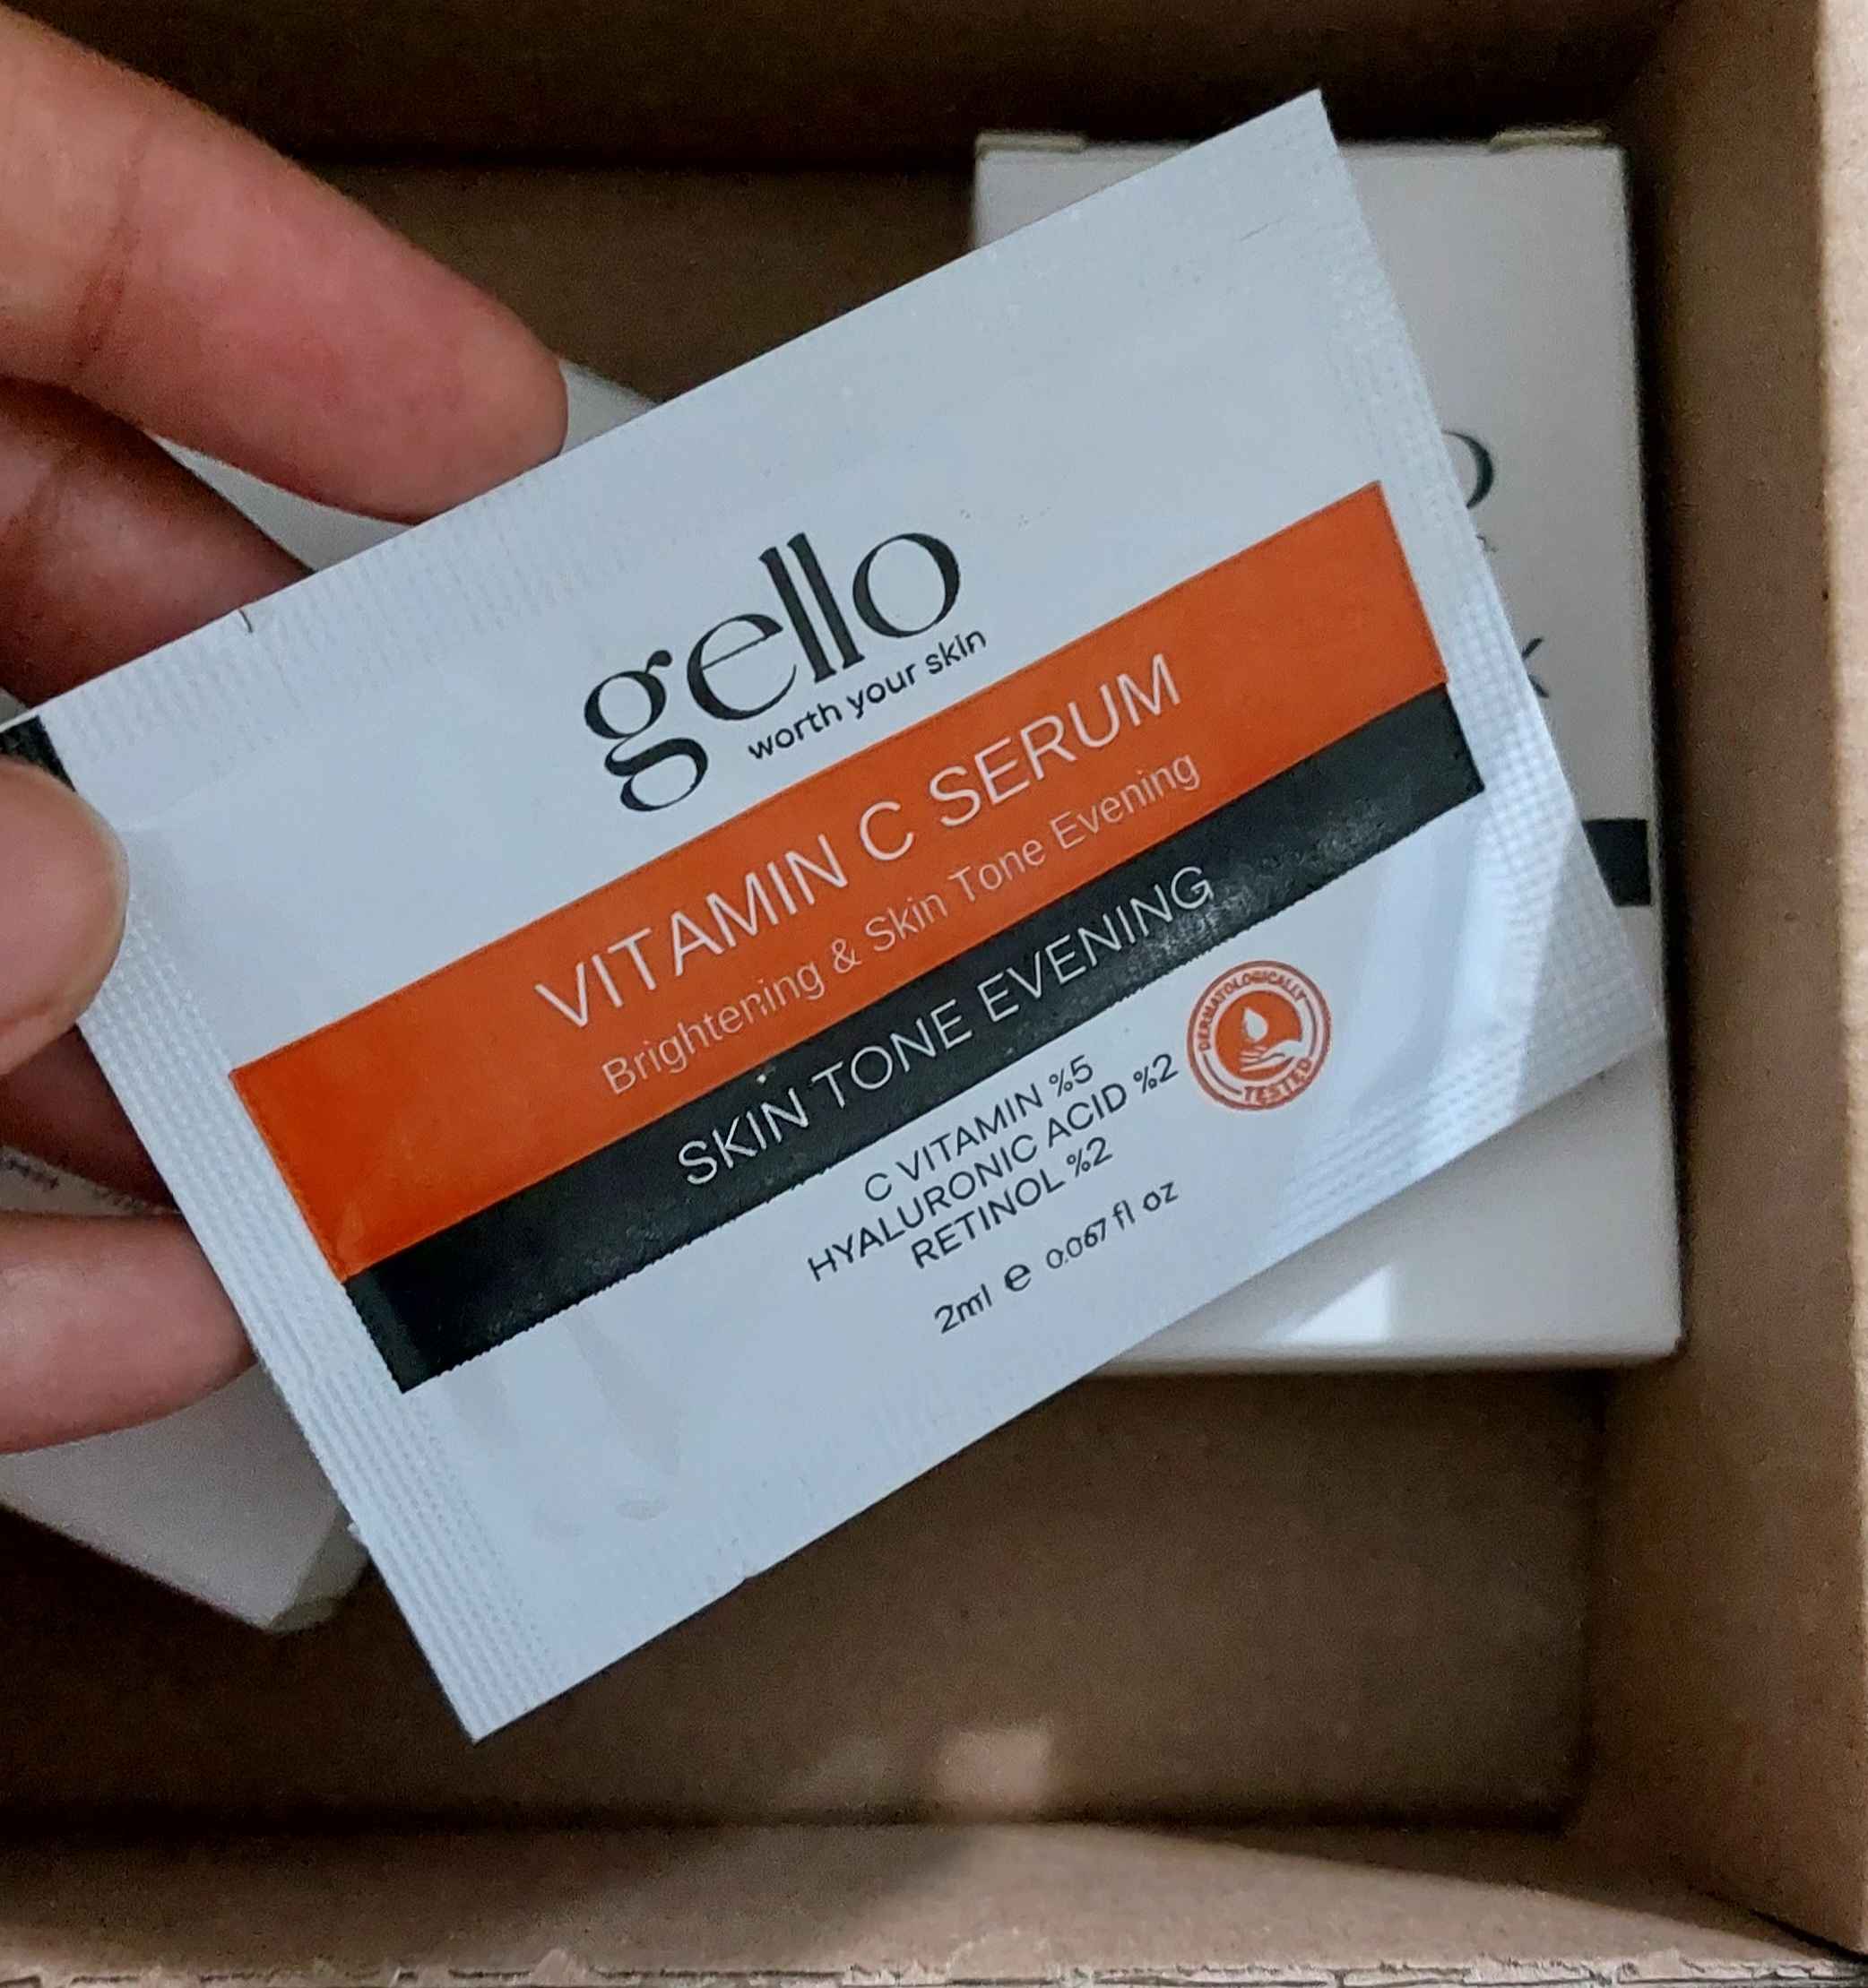 gello
worth your skin
VITAMIN C SERUM
Brightening & Skin Tone Evening
SKIN TONE EVENING
C VITAMIN %5
HYALURONIC ACID %2
RETINOL %2
2ml e 0.067 fl oz
DERMATOLOGICALLY
TESTED